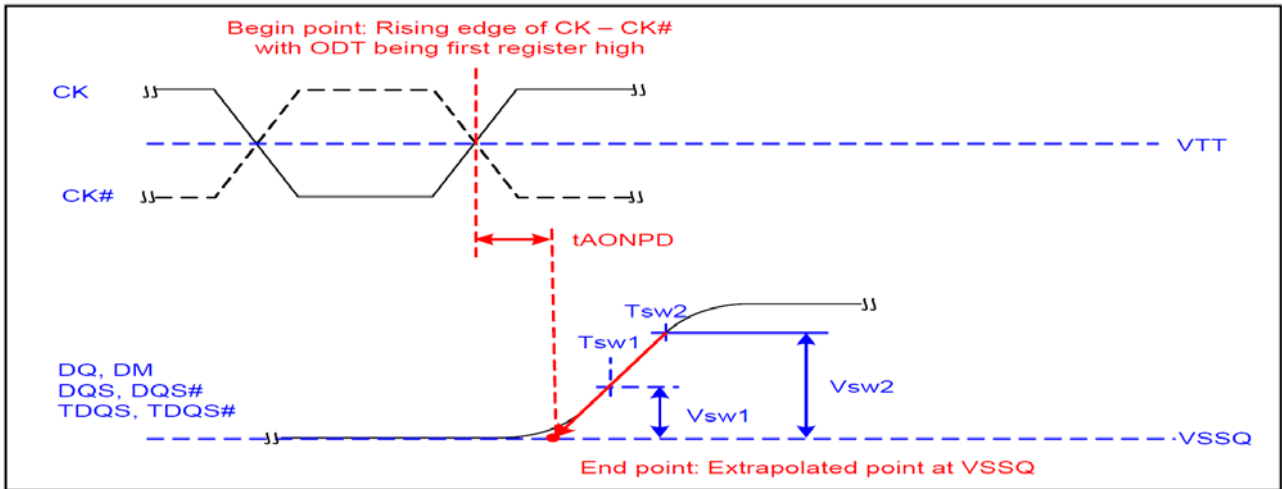 Begin point: Rising edge of CK – CK#
with ODT being first register high
CK
VTT
CK#
tAONPD
Tsw2
Tsw1
DQ, DM
DQS, DQS#
TDQS, TDQS#
Vsw2
Vsw1
VSSQ
End point: Extrapolated point at VSSQ